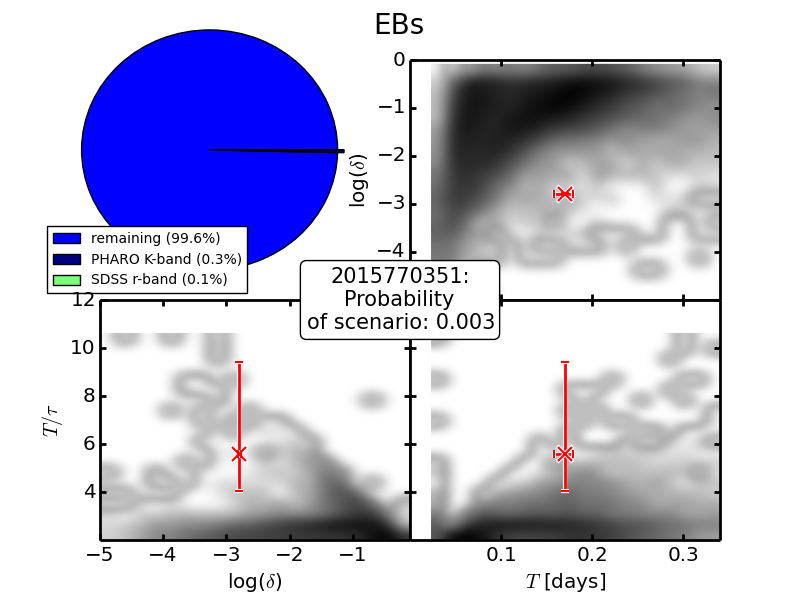 EBs
remaining (99.6%)
PHARO K-band (0.3%)
SDSS r-band (0.1%)
0
−1
−2
−3
−4
log(δ)
2015770351:
Probability
of scenario: 0.003
12
10
8
6
4
T/τ
−5 −4 −3 −2 −1
log(δ)
0.1 0.2 0.3
T [days]